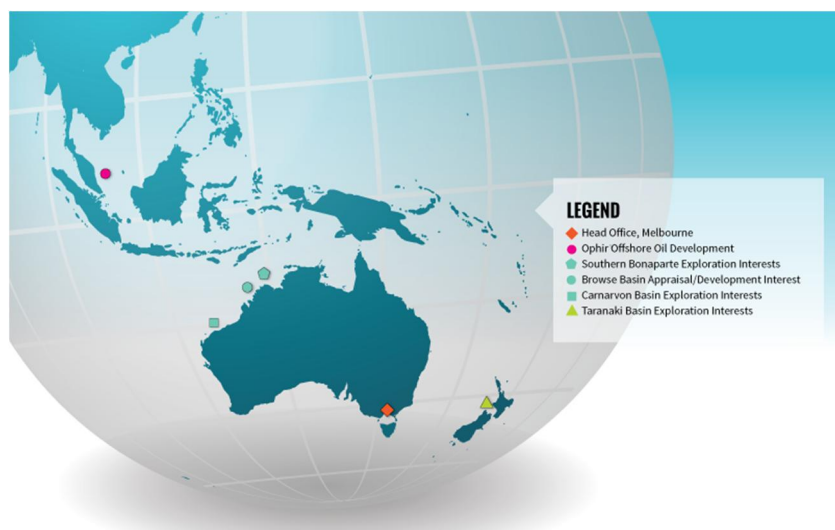 LEGEND
Head Office, Melbourne
Ophir Offshore Oil Development
Southern Bonaparte Exploration Interests
Browse Basin Appraisal/Development Interest
Carnarvon Basin Exploration Interests
Taranaki Basin Exploration Interests